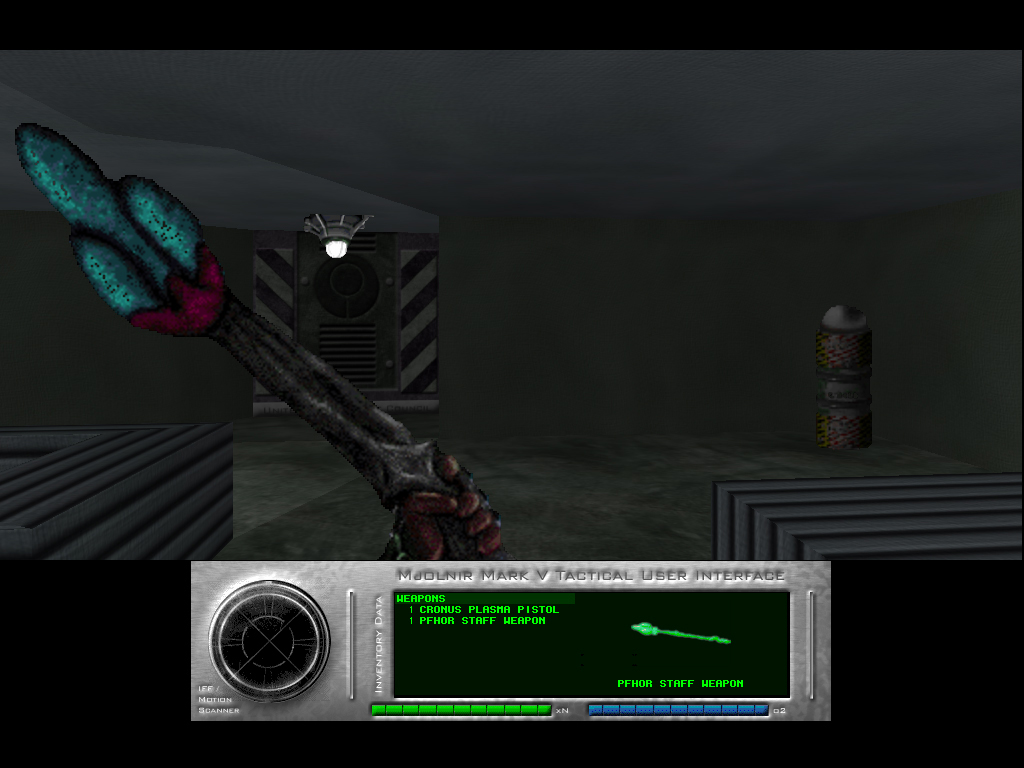 Mjolnir Mark V Tactical User Interface
Inventory Data
WEAPONS
1 CRONUS PLASMA PISTOL
1 PFHOR STAFF WEAPON
PFHOR STAFF WEAPON
IFF /
Motion
Scanner
xN
o2